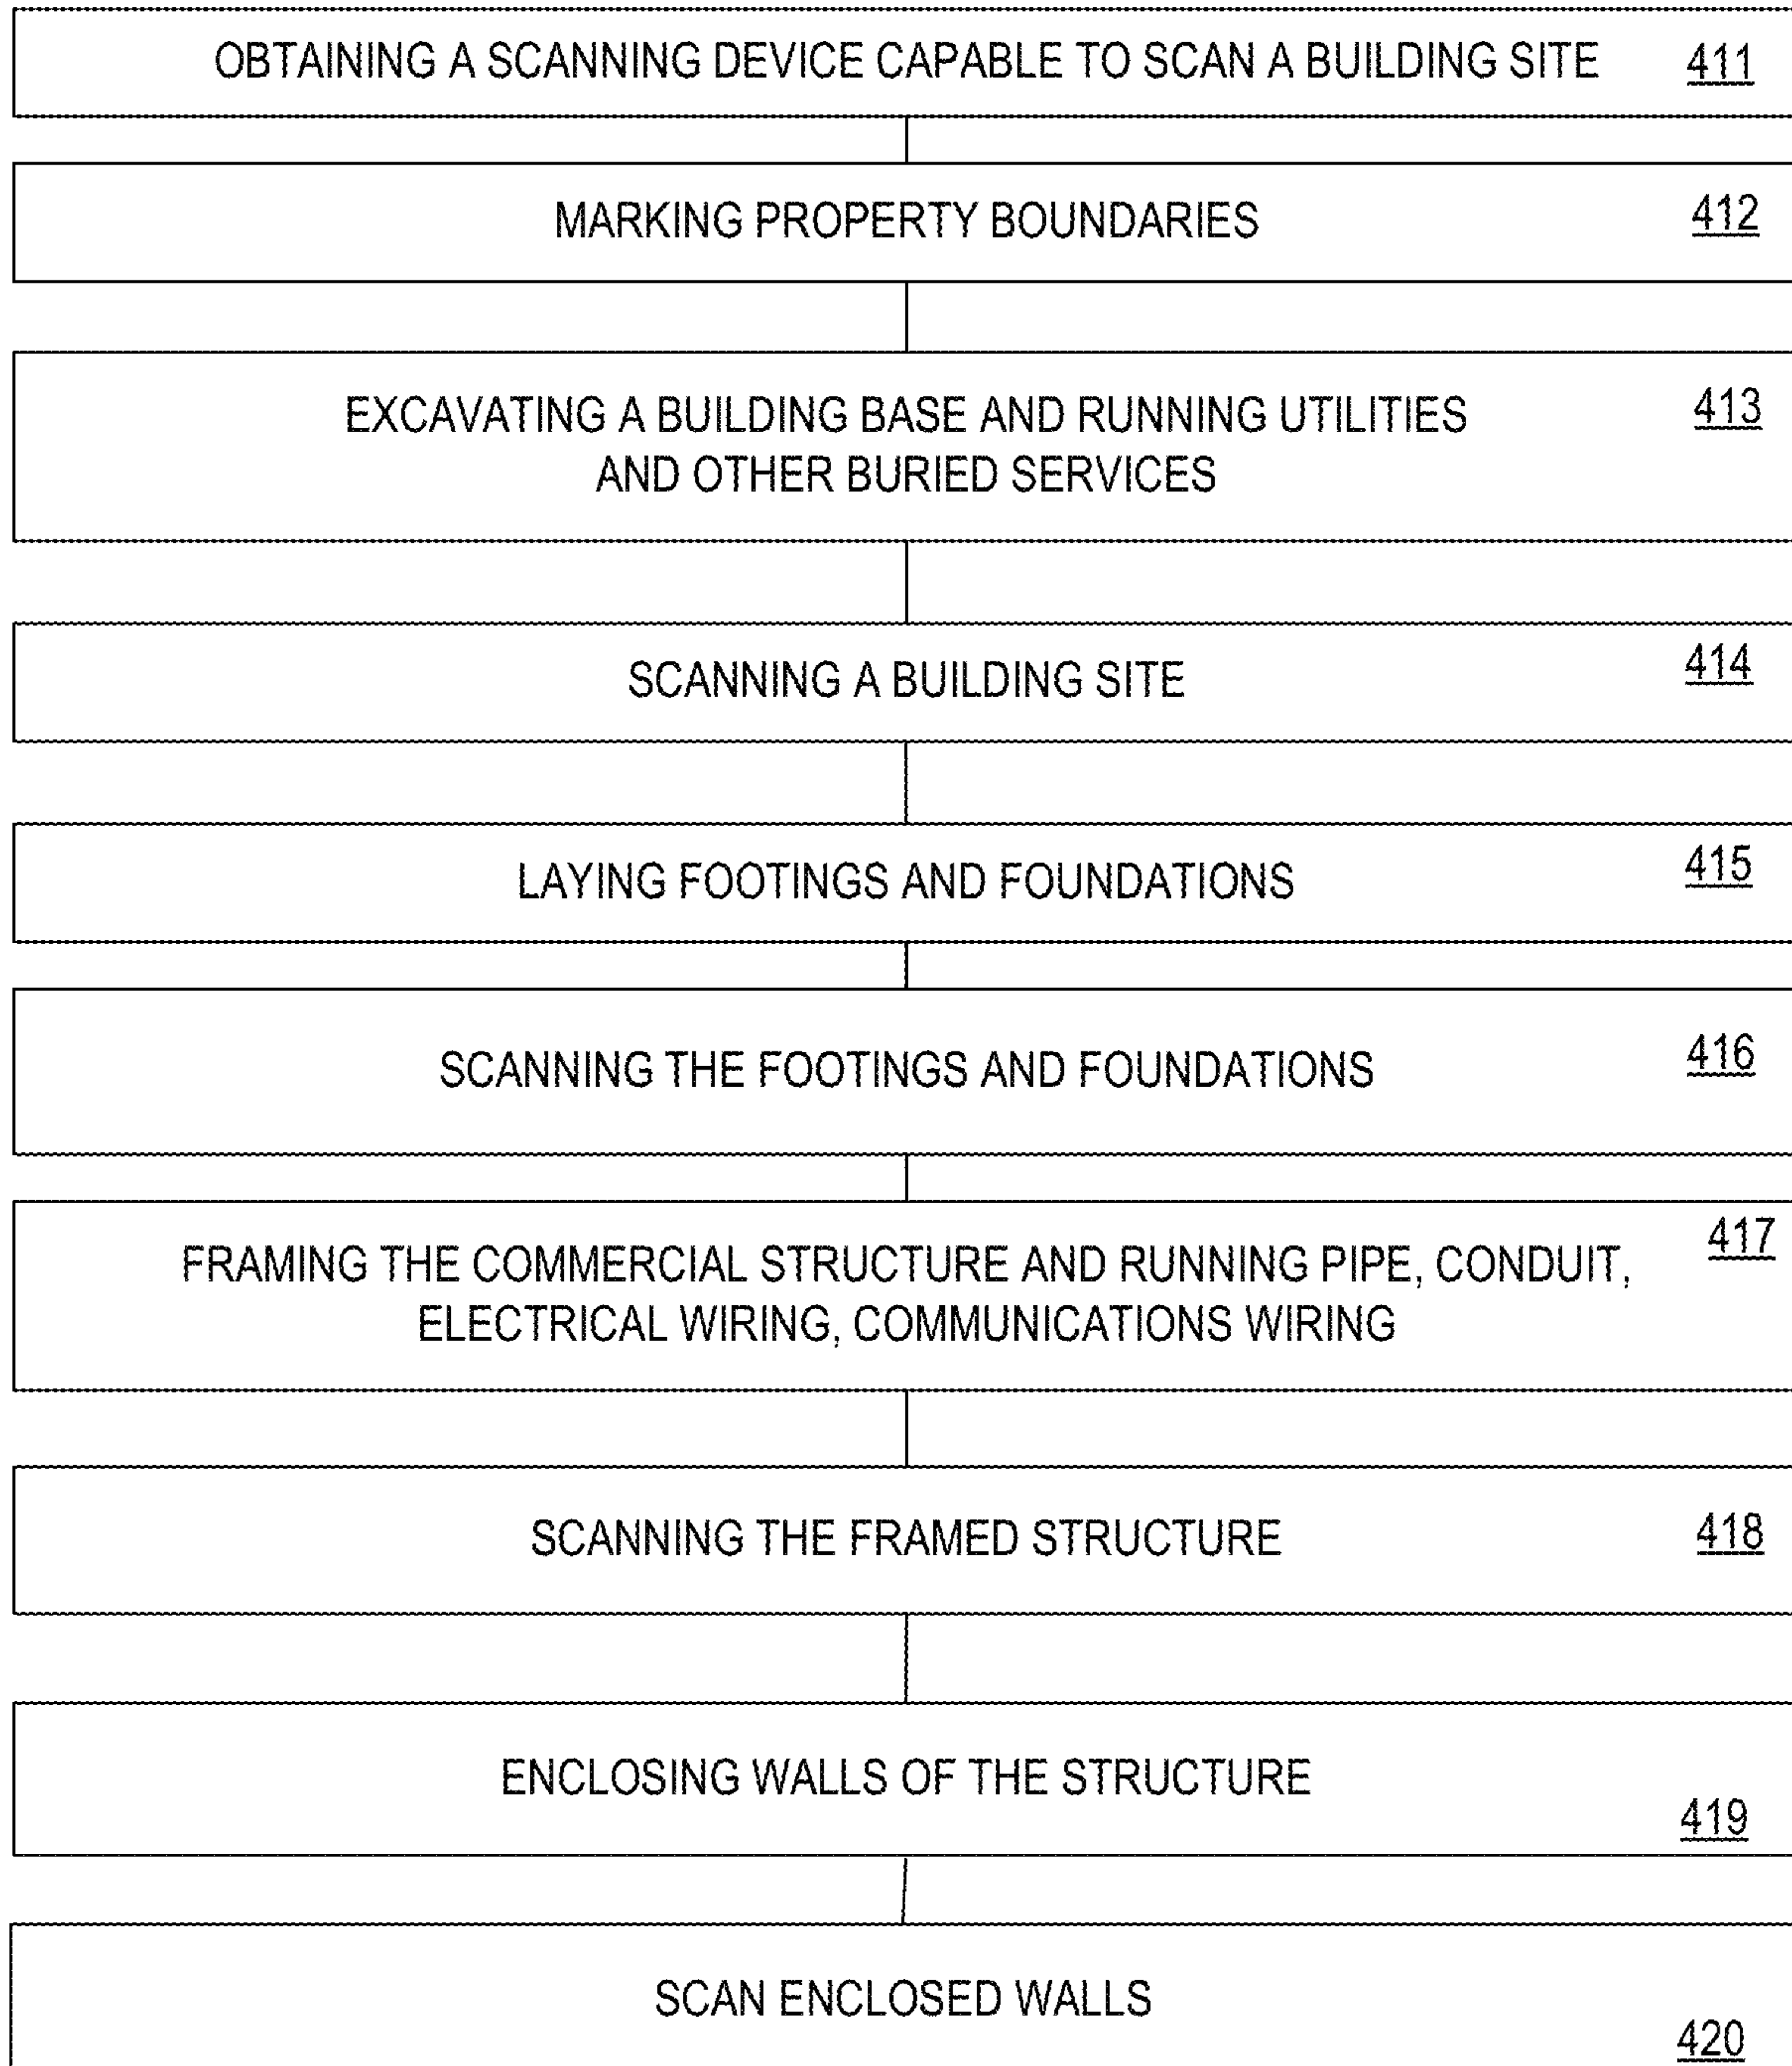 OBTAINING A SCANNING DEVICE CAPABLE TO SCAN A BUILDING SITE 411
MARKING PROPERTY BOUNDARIES 412
EXCAVATING A BUILDING BASE AND RUNNING UTILITIES 413
AND OTHER BURIED SERVICES
SCANNING A BUILDING SITE 414
LAYING FOOTINGS AND FOUNDATIONS 415
SCANNING THE FOOTINGS AND FOUNDATIONS 416
FRAMING THE COMMERCIAL STRUCTURE AND RUNNING PIPE, CONDUIT, 417
ELECTRICAL WIRING, COMMUNICATIONS WIRING
SCANNING THE FRAMED STRUCTURE 418
ENCLOSING WALLS OF THE STRUCTURE
419
SCAN ENCLOSED WALLS
420